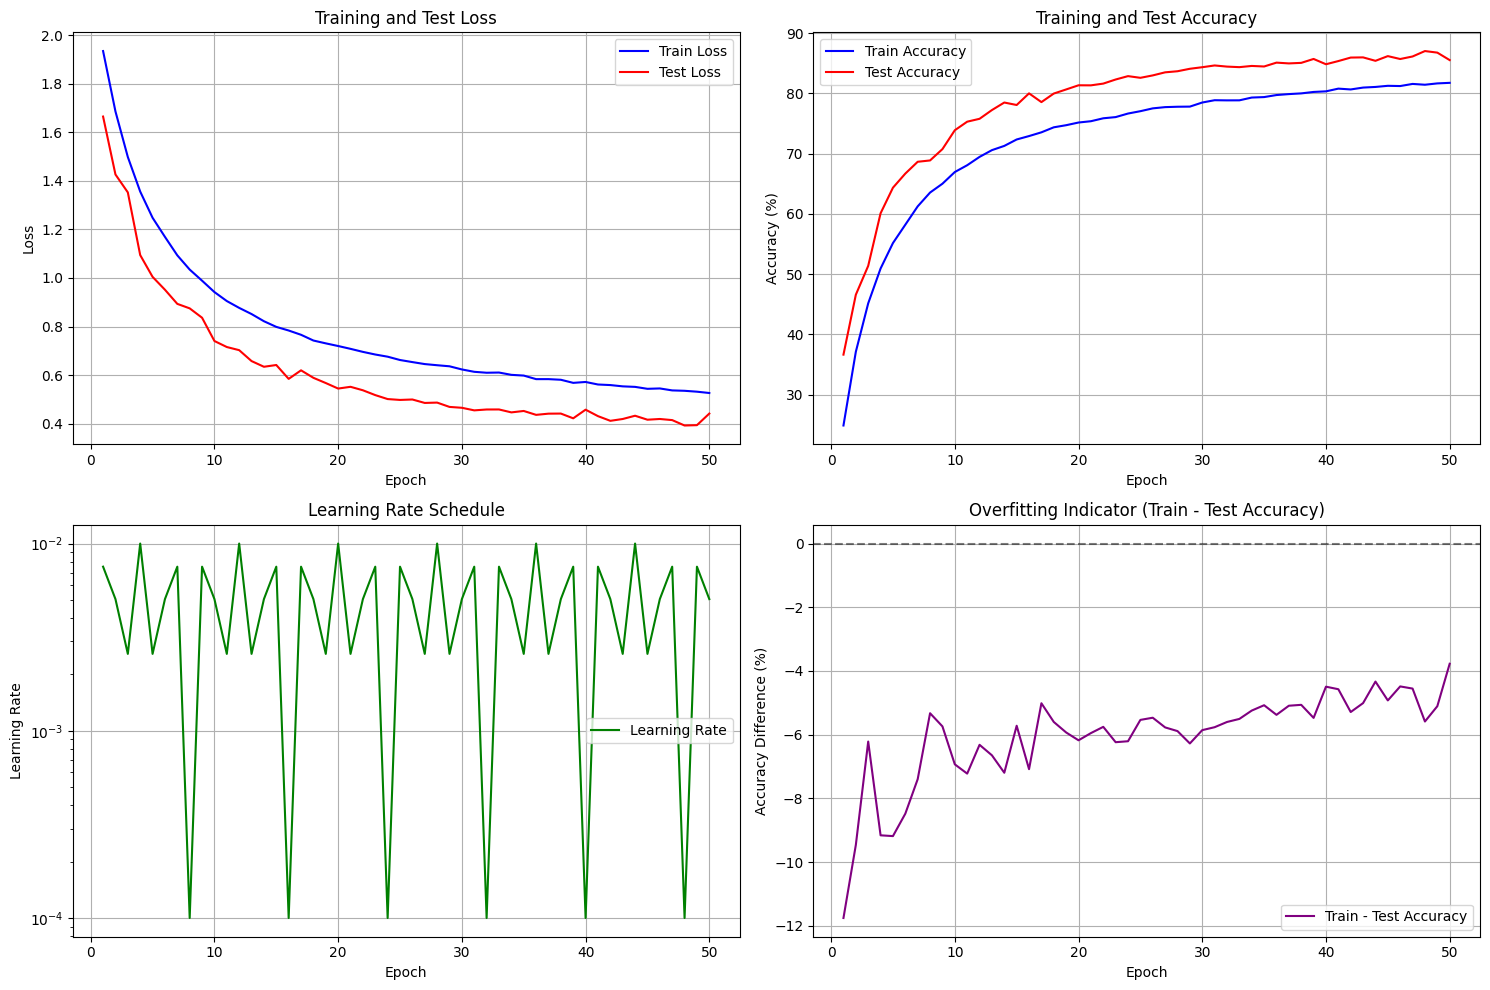 Training and Test Loss
Train Loss
Test Loss
2.0
1.8
1.6
1.4
1.2
1.0
0.8
0.6
0.4
Loss
0 10 20 30 40 50
Epoch
Training and Test Accuracy
Train Accuracy
Test Accuracy
90
80
70
60
50
40
30
Accuracy (%)
0 10 20 30 40 50
Epoch
Learning Rate Schedule
10⁻²
10⁻³
10⁻⁴
Learning Rate
Learning Rate
0 10 20 30 40 50
Epoch
Overfitting Indicator (Train - Test Accuracy)
0
−2
−4
−6
−8
−10
−12
Accuracy Difference (%)
Train - Test Accuracy
0 10 20 30 40 50
Epoch